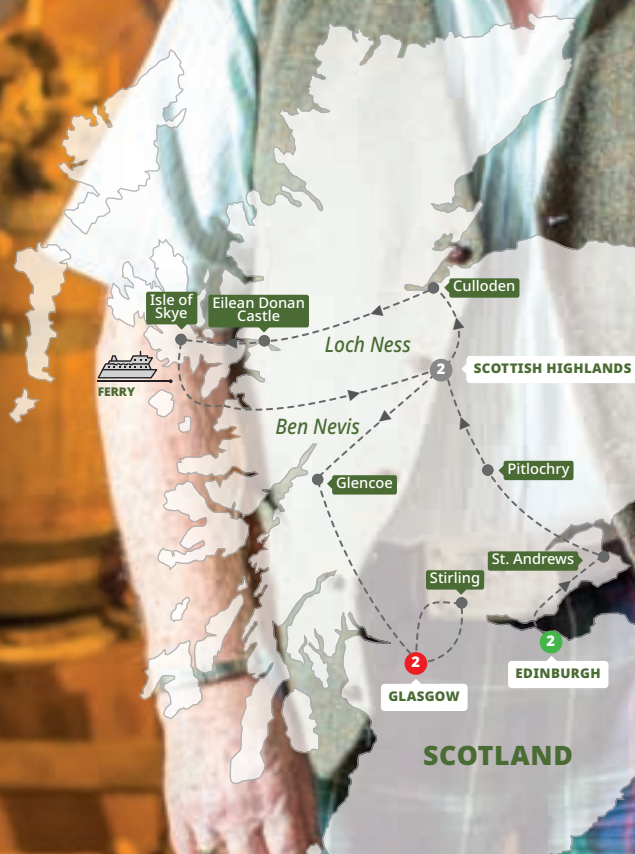 Isle of
Skye
Eilean Donan
Castle
Culloden
Loch Ness
FERRY
2
SCOTTISH HIGHLANDS
Ben Nevis
Glencoe
Pitlochry
St. Andrews
Stirling
2
GLASGOW
2
EDINBURGH
SCOTLAND